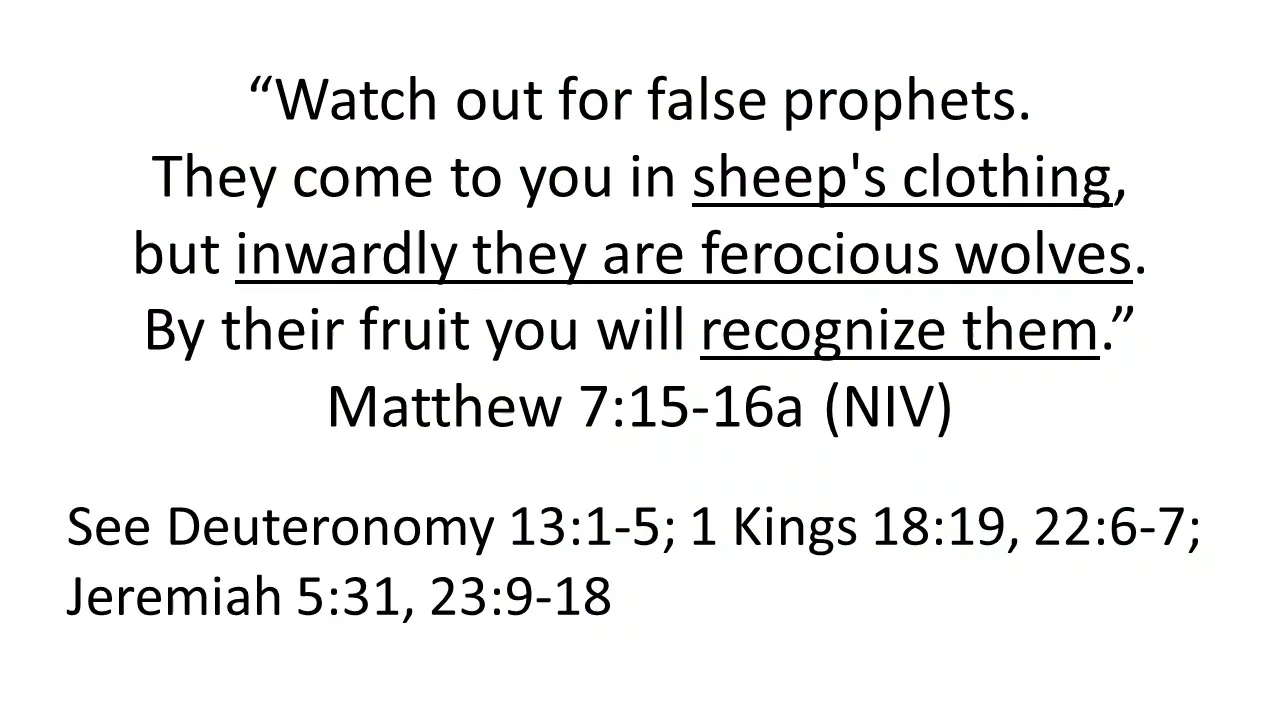 “Watch out for false prophets.
They come to you in sheep's clothing,
but inwardly they are ferocious wolves.
By their fruit you will recognize them.”
Matthew 7:15-16a (NIV)
See Deuteronomy 13:1-5; 1 Kings 18:19, 22:6-7;
Jeremiah 5:31, 23:9-18